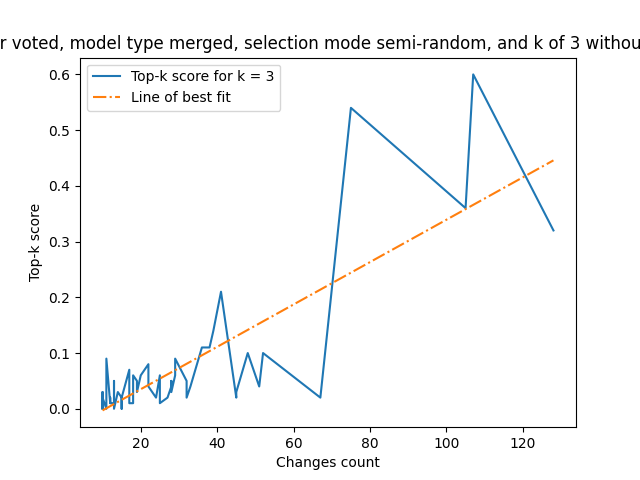 r voted, model type merged, selection mode semi-random, and k of 3 withou
Top-k score for k = 3
Line of best fit
0.6
0.5
0.4
0.3
0.2
0.1
0.0
Top-k score
20 40 60 80 100 120
Changes count